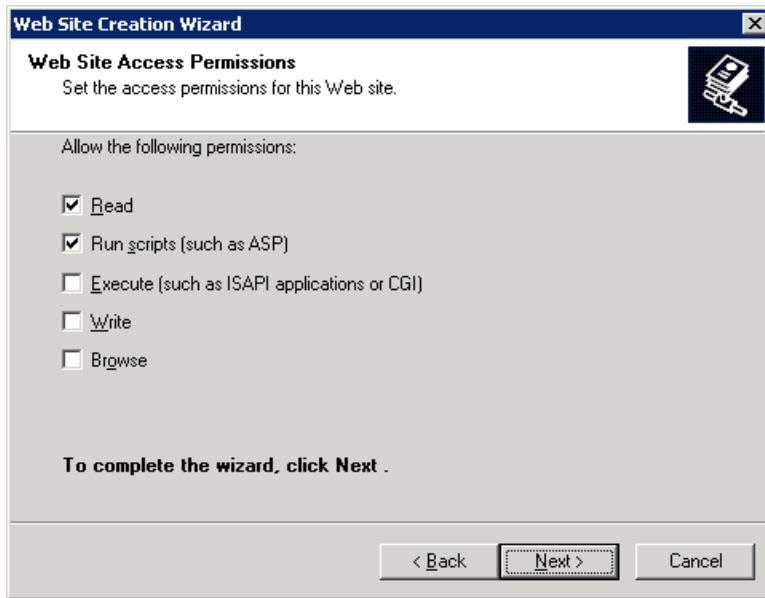 Web Site Creation Wizard
Web Site Access Permissions
Set the access permissions for this Web site.
Allow the following permissions:
Read
Run scripts (such as ASP)
Execute (such as ISAPI applications or CGI)
Write
Browse
To complete the wizard, click Next .
< Back Next > Cancel